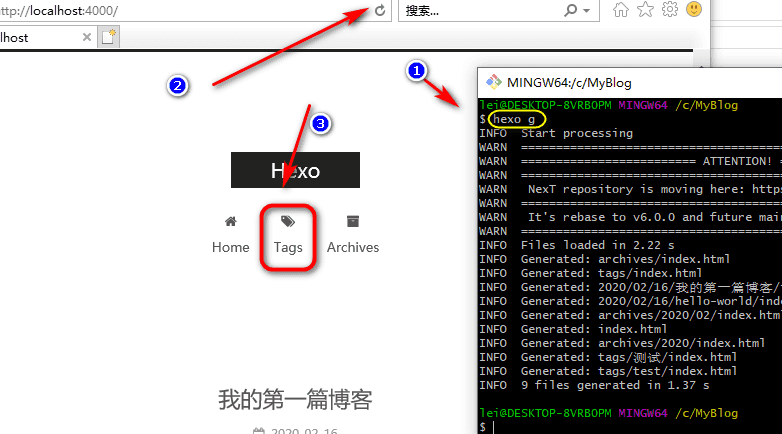 http://localhost:4000/
搜索...
lhost
2
1
3
Hexo
Home
Tags
Archives
我的第一篇博客
2020-02-16
MINGW64:/c/MyBlog
lei@DESKTOP-8VRBOPM MINGW64 /c/MyBlog
$ hexo g
INFO Start processing
WARN ====================================
WARN ========================= ATTENTION! =
WARN ====================================
WARN NexT repository is moving here: http
WARN ====================================
WARN It's rebase to v6.0.0 and future mai
WARN ====================================
INFO Files loaded in 2.22 s
INFO Generated: archives/index.html
INFO Generated: tags/index.html
INFO Generated: 2020/02/16/我的第一篇博客/
INFO Generated: 2020/02/16/hello-world/inde
INFO Generated: archives/2020/02/index.html
INFO Generated: index.html
INFO Generated: archives/2020/index.html
INFO Generated: tags/测试/index.html
INFO Generated: tags/test/index.html
INFO 9 files generated in 1.37 s
lei@DESKTOP-8VRBOPM MINGW64 /c/MyBlog
$